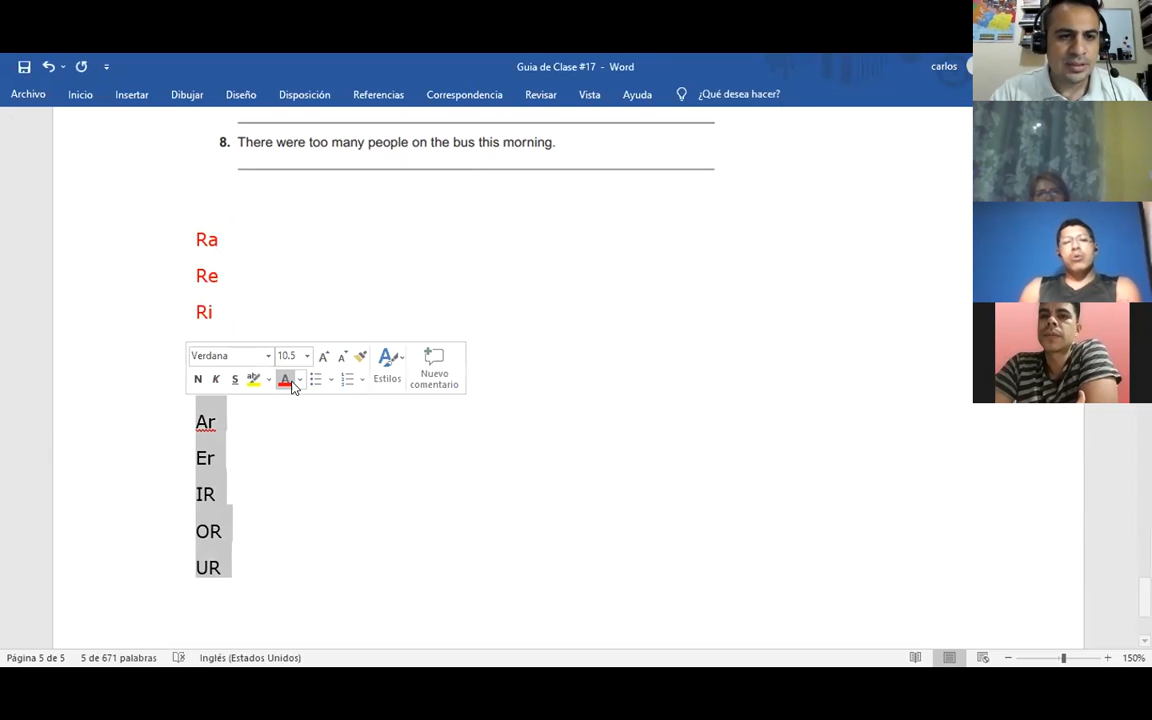 Guia de Clase #17 - Word
carlos
Archivo Inicio Insertar Dibujar Diseño Disposición Referencias Correspondencia Revisar Vista Ayuda ¿Qué desea hacer?
8. There were too many people on the bus this morning.
Ra
Re
Ri
Verdana 10.5
N K S aby A Estilos Nuevo
comentario
Ar
Er
IR
OR
UR
Página 5 de 5 5 de 671 palabras Inglés (Estados Unidos) 150%